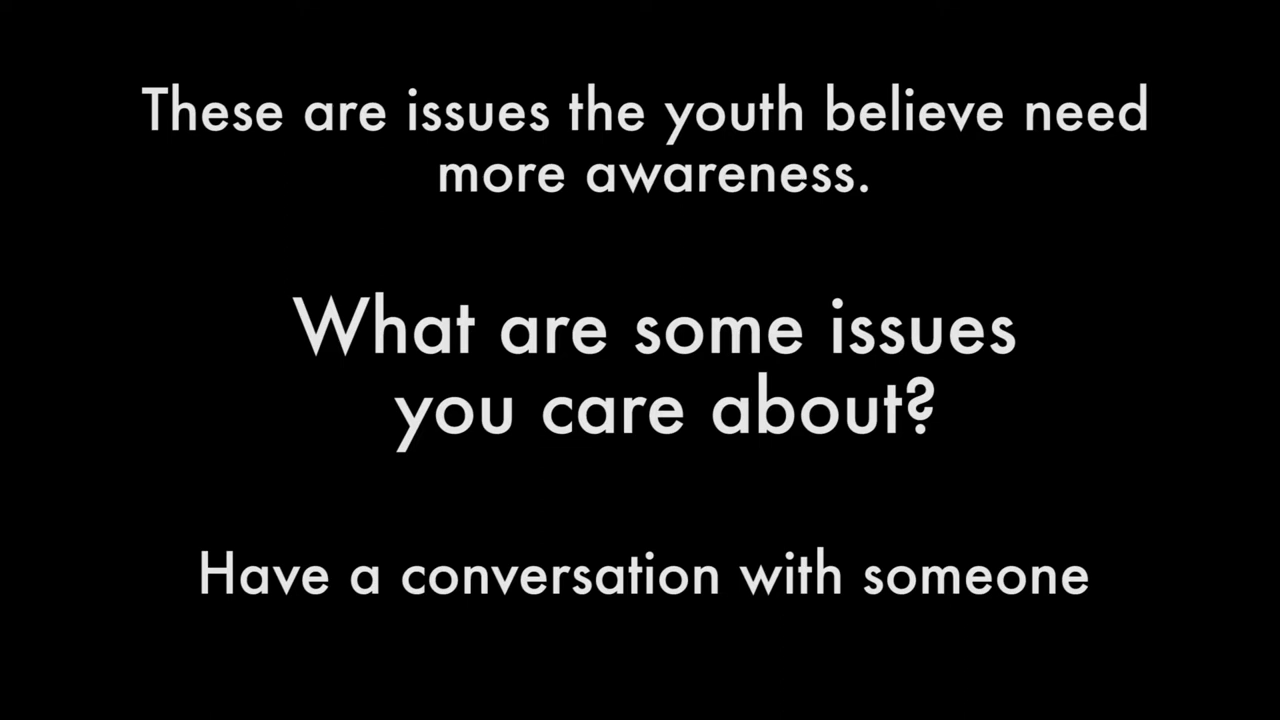 These are issues the youth believe need
more awareness.
What are some issues
you care about?
Have a conversation with someone